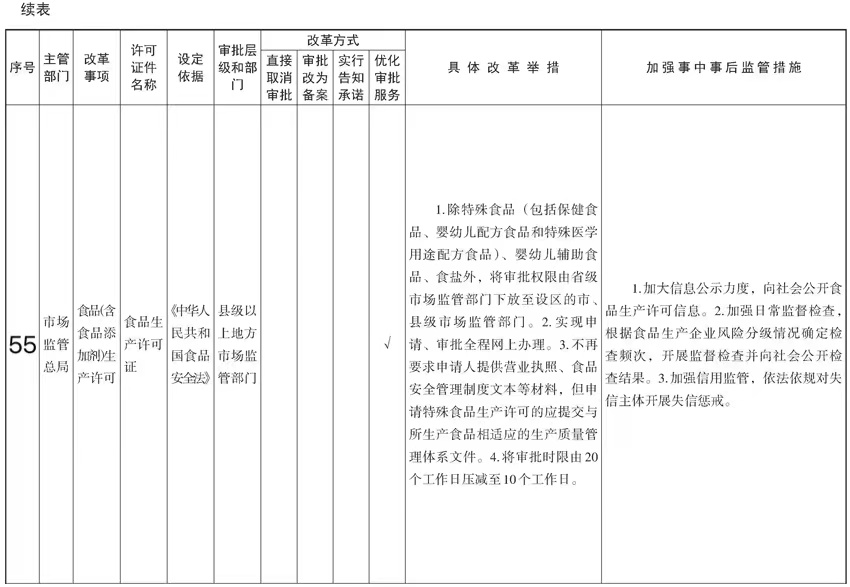 续表
序号
主管
部门
改革
事项
许可
证件
名称
设定
依据
审批层
级和部
门
改革方式
直接
取消
审批
审批
改为
备案
实行
告知
承诺
优化
审批
服务
具体改革举措
加强事中事后监管措施
55
市场
监管
总局
食品(含
食品添
加剂)生
产许可
食品生
产许可
证
《中华人
民共和
国食品
安全法》
县级以
上地方
市场监
管部门
√
1.除特殊食品（包括保健食
品、婴幼儿配方食品和特殊医学
用途配方食品）、婴幼儿辅助食
品、食盐外，将审批权限由省级
市场监管部门下放至设区的市、
县级市场监管部门。2.实现申
请、审批全程网上办理。3.不再
要求申请人提供营业执照、食品
安全管理制度文本等材料，但申
请特殊食品生产许可的应提交与
所生产食品相适应的生产质量管
理体系文件。4.将审批时限由20
个工作日压减至10个工作日。
1.加大信息公示力度，向社会公开食
品生产许可信息。2.加强日常监督检查，
根据食品生产企业风险分级情况确定检
查频次，开展监督检查并向社会公开检
查结果。3.加强信用监管，依法依规对失
信主体开展失信惩戒。